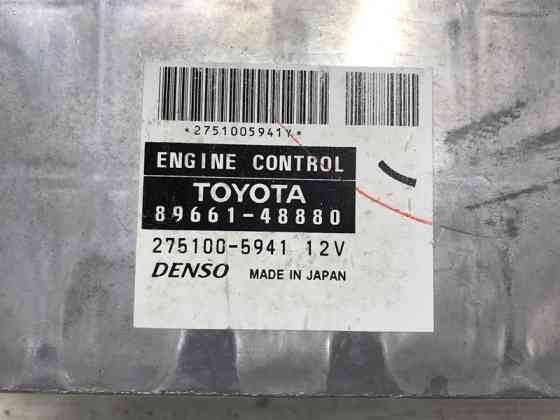 *2751005941Y*
ENGINE CONTROL
TOYOTA
89661-48880
275100-5941 12V
DENSO MADE IN JAPAN